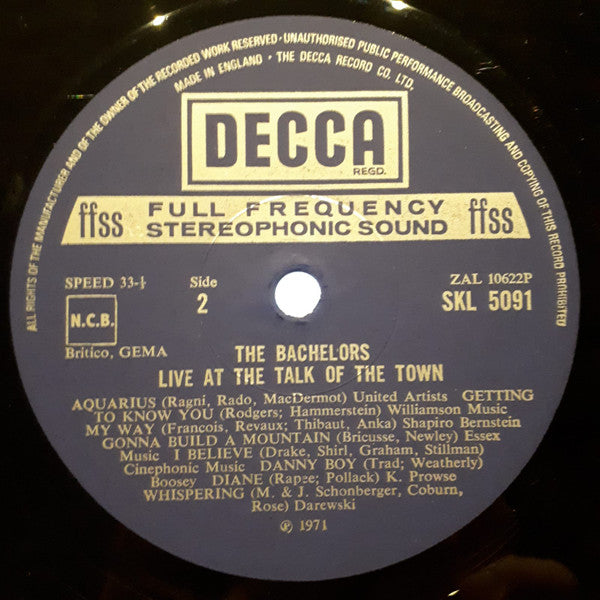 ALL RIGHTS OF THE MANUFACTURER AND OF THE OWNER OF THE RECORDED WORK RESERVED · UNAUTHORISED PUBLIC PERFORMANCE BROADCASTING AND COPYING OF THIS RECORD PROHIBITED
MADE IN ENGLAND · THE DECCA RECORD CO. LTD.
DECCA
REGD.
ffss FULL FREQUENCY ffss
STEREOPHONIC SOUND
SPEED 33-⅓ Side ZAL 10622P
2 SKL 5091
N.C.B.
Britico, GEMA
THE BACHELORS
LIVE AT THE TALK OF THE TOWN
AQUARIUS (Ragni, Rado, MacDermot) United Artists GETTING
TO KNOW YOU (Rodgers; Hammerstein) Williamson Music
MY WAY (Francois, Revaux; Thibaut, Anka) Shapiro Bernstein
GONNA BUILD A MOUNTAIN (Bricusse, Newley) Essex
Music I BELIEVE (Drake, Shirl, Graham, Stillman)
Cinephonic Music DANNY BOY (Trad; Weatherly)
Boosey DIANE (Rapee; Pollack) K. Prowse
WHISPERING (M. & J. Schonberger, Coburn,
Rose) Darewski
℗ 1971